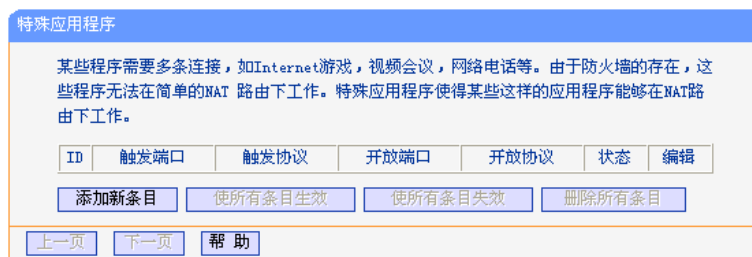 特殊应用程序
某些程序需要多条连接，如Internet游戏，视频会议，网络电话等。由于防火墙的存在，这
些程序无法在简单的NAT 路由下工作。特殊应用程序使得某些这样的应用程序能够在NAT路
由下工作。
ID 触发端口 触发协议 开放端口 开放协议 状态 编辑
添加新条目 使所有条目生效 使所有条目失效 删除所有条目
上一页 下一页 帮 助